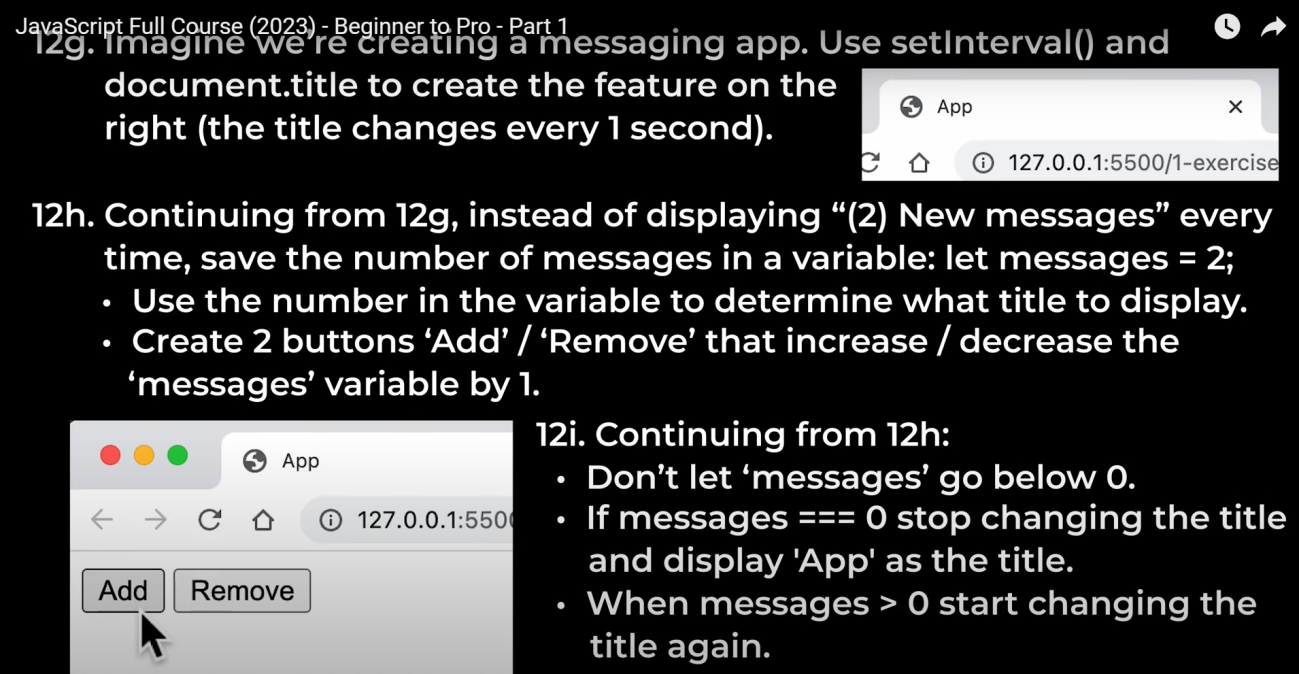 JavaScript Full Course (2023) - Beginner to Pro - Part 1
12g. Imagine we're creating a messaging app. Use setInterval() and
document.title to create the feature on the
right (the title changes every 1 second).
App
127.0.0.1:5500/1-exercise
12h. Continuing from 12g, instead of displaying “(2) New messages” every
time, save the number of messages in a variable: let messages = 2;
• Use the number in the variable to determine what title to display.
• Create 2 buttons ‘Add’ / ‘Remove’ that increase / decrease the
‘messages’ variable by 1.
App
127.0.0.1:550
Add Remove
12i. Continuing from 12h:
• Don’t let ‘messages’ go below 0.
• If messages === 0 stop changing the title
and display 'App' as the title.
• When messages > 0 start changing the
title again.